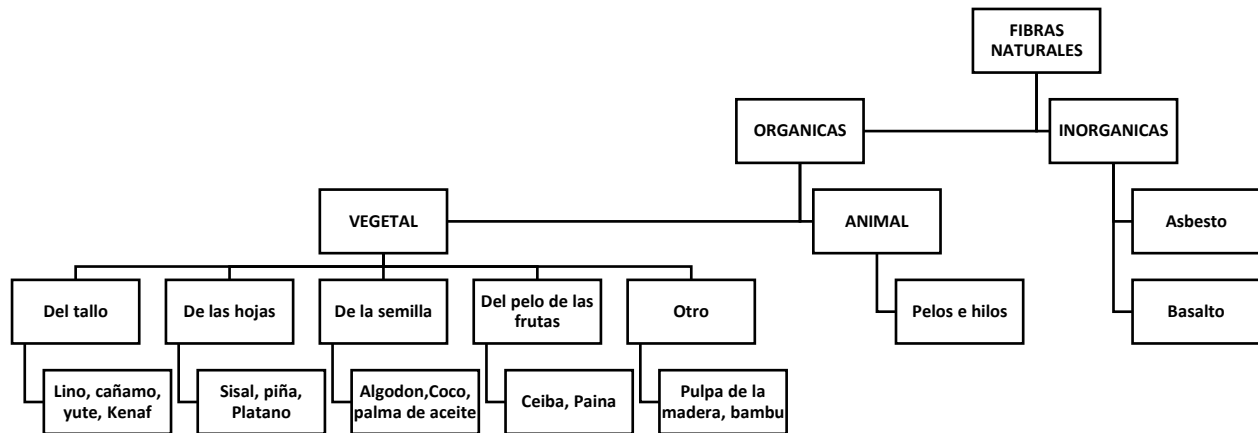 FIBRAS
NATURALES
ORGANICAS
INORGANICAS
VEGETAL
ANIMAL
Asbesto
Del tallo
De las hojas
De la semilla
Del pelo de las
frutas
Otro
Pelos e hilos
Basalto
Lino, cañamo,
yute, Kenaf
Sisal, piña,
Platano
Algodon,Coco,
palma de aceite
Ceiba, Paina
Pulpa de la
madera, bambu